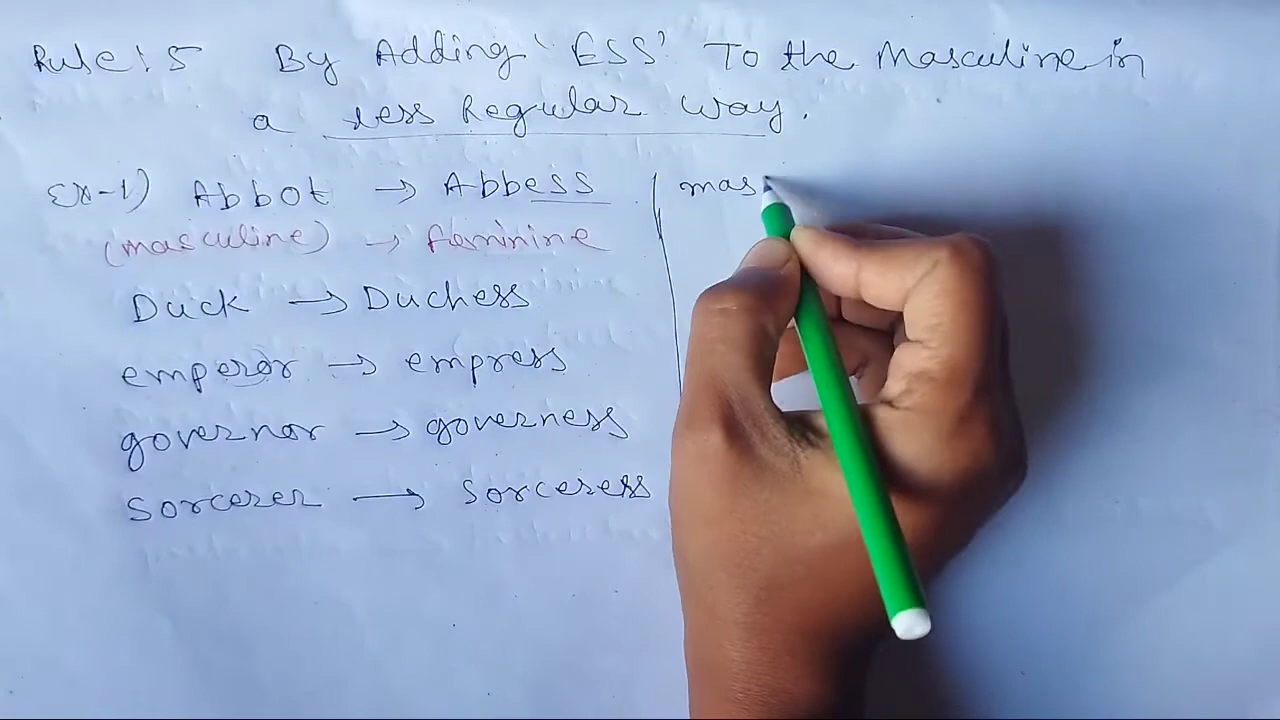 Rule:5 By Adding 'ESS' To the Masculine in
a less Regular way.
Ex-1) Abbot → Abbess
(masculine) → feminine
Duck → Duchess
emperor → empress
governor → governess
Sorcerer → Sorceress
mas